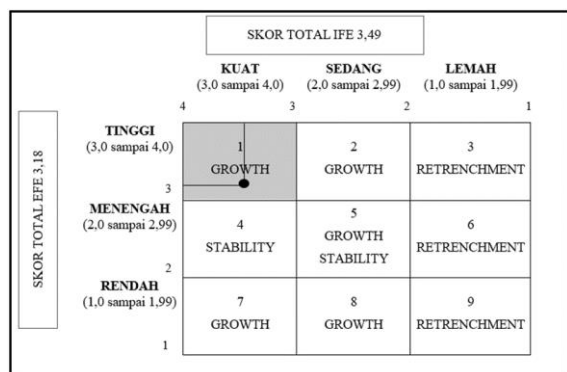 SKOR TOTAL IFE 3,49
KUAT
(3,0 sampai 4,0)
SEDANG
(2,0 sampai 2,99)
LEMAH
(1,0 sampai 1,99)
4
3
2
1
SKOR TOTAL EFE 3,18
TINGGI
(3,0 sampai 4,0)
3
MENENGAH
(2,0 sampai 2,99)
2
RENDAH
(1,0 sampai 1,99)
1
1
GROWTH
2
GROWTH
3
RETRENCHMENT
4
STABILITY
5
GROWTH
STABILITY
6
RETRENCHMENT
7
GROWTH
8
GROWTH
9
RETRENCHMENT